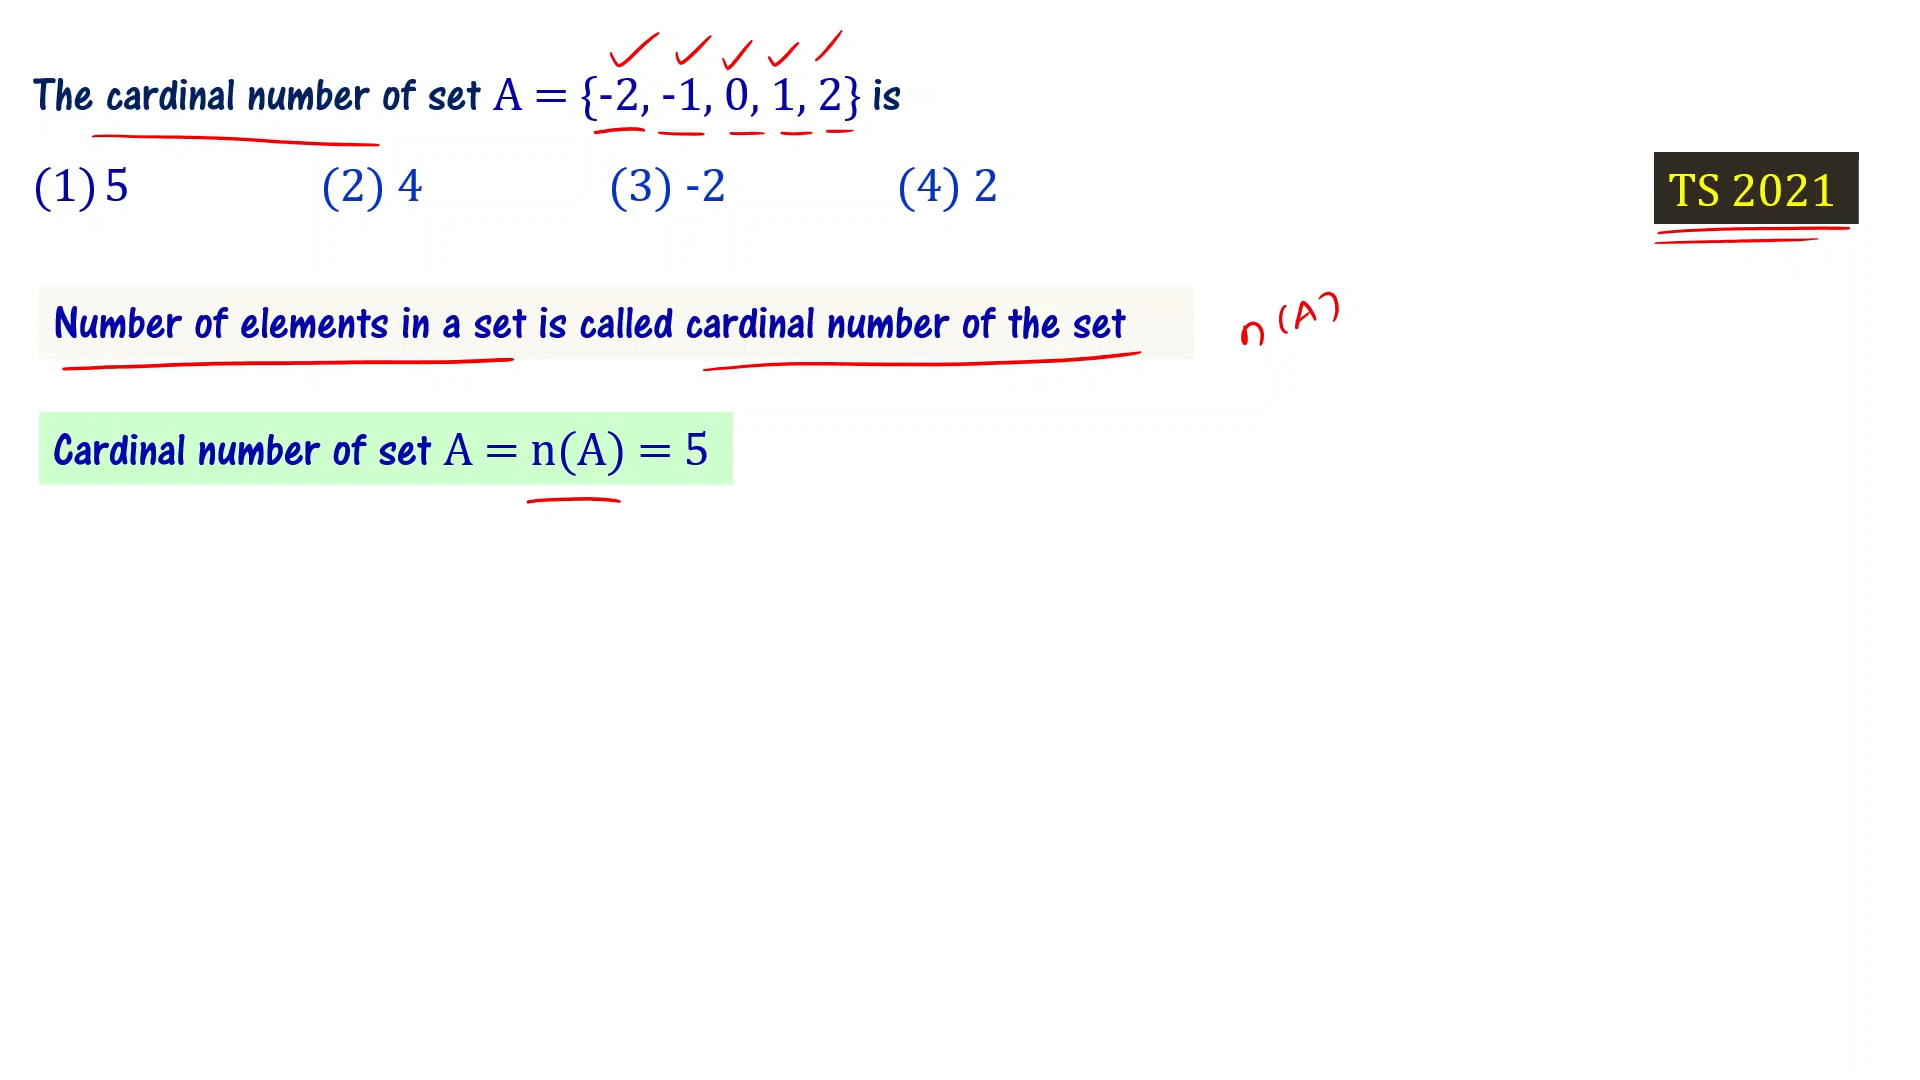 The cardinal number of set A = {-2, -1, 0, 1, 2} is
(1) 5 (2) 4 (3) -2 (4) 2
TS 2021
Number of elements in a set is called cardinal number of the set
n(A)
Cardinal number of set A = n(A) = 5